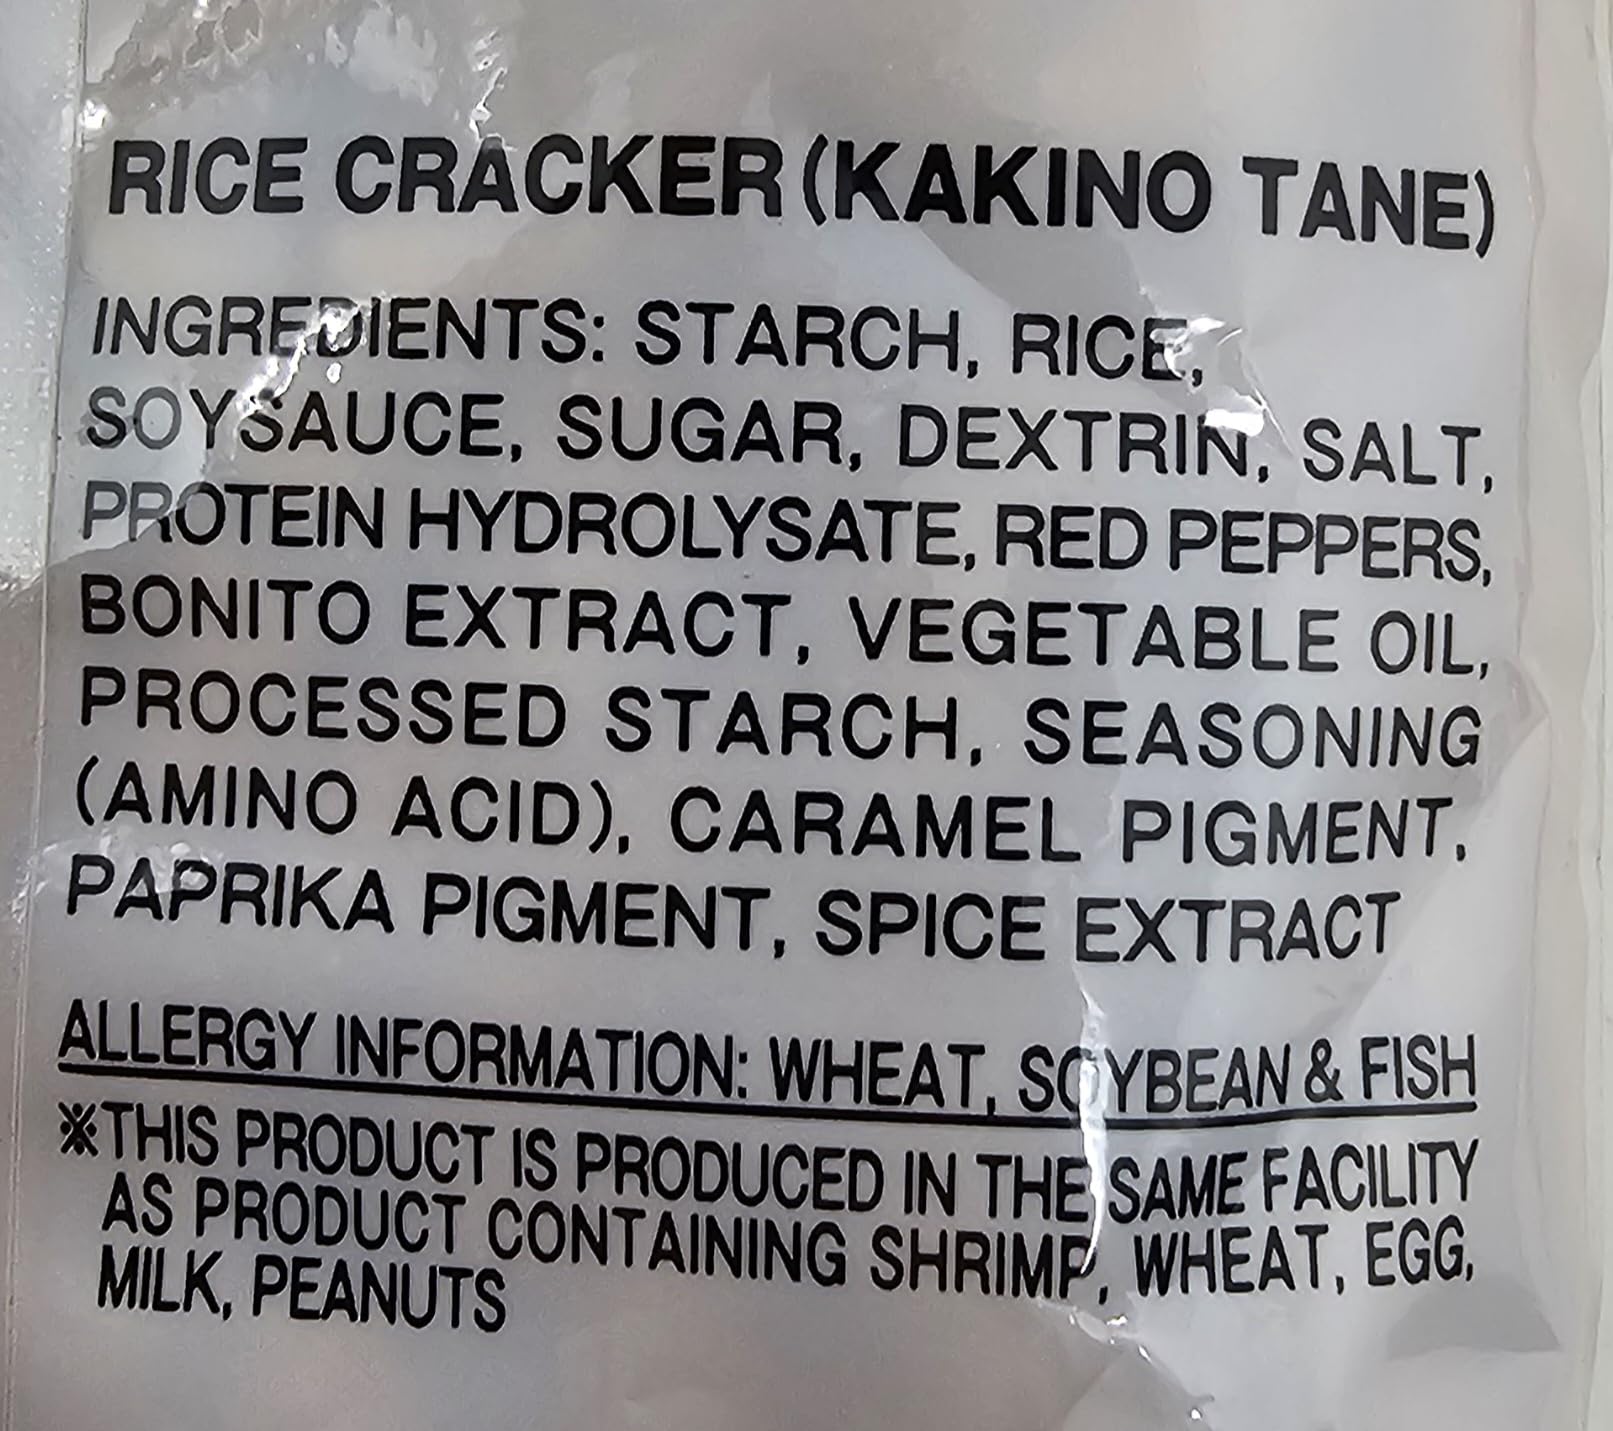 RICE CRACKER (KAKINO TANE)
INGREDIENTS: STARCH, RICE,
SOYSAUCE, SUGAR, DEXTRIN, SALT,
PROTEIN HYDROLYSATE, RED PEPPERS,
BONITO EXTRACT, VEGETABLE OIL,
PROCESSED STARCH, SEASONING
(AMINO ACID), CARAMEL PIGMENT,
PAPRIKA PIGMENT, SPICE EXTRACT
ALLERGY INFORMATION: WHEAT, SOYBEAN & FISH
※THIS PRODUCT IS PRODUCED IN THE SAME FACILITY
AS PRODUCT CONTAINING SHRIMP, WHEAT, EGG,
MILK, PEANUTS